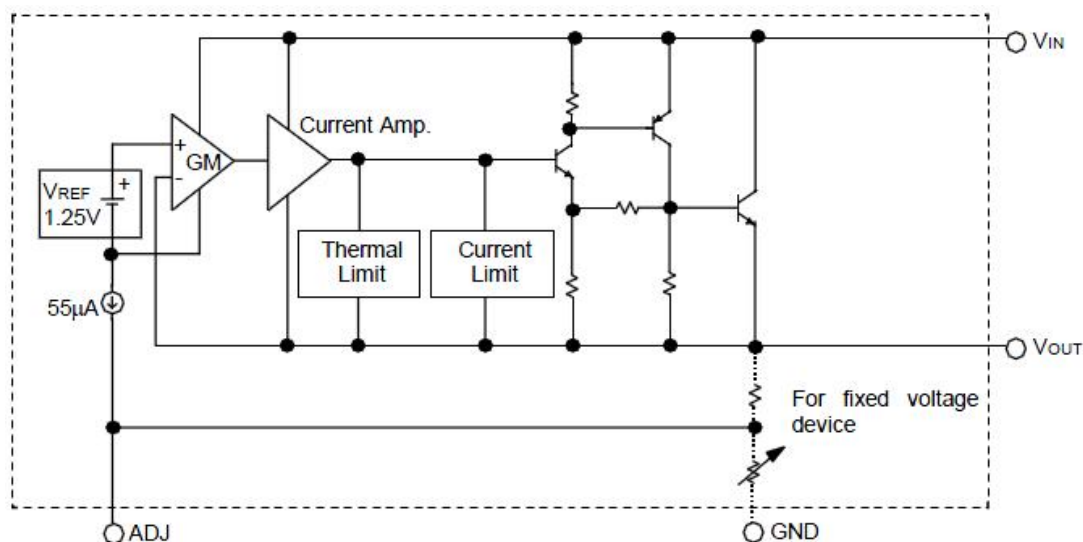 VIN
Current Amp.
+
GM
-
+
VREF
1.25V
Thermal
Limit
Current
Limit
55μA
VOUT
For fixed voltage
device
ADJ
GND